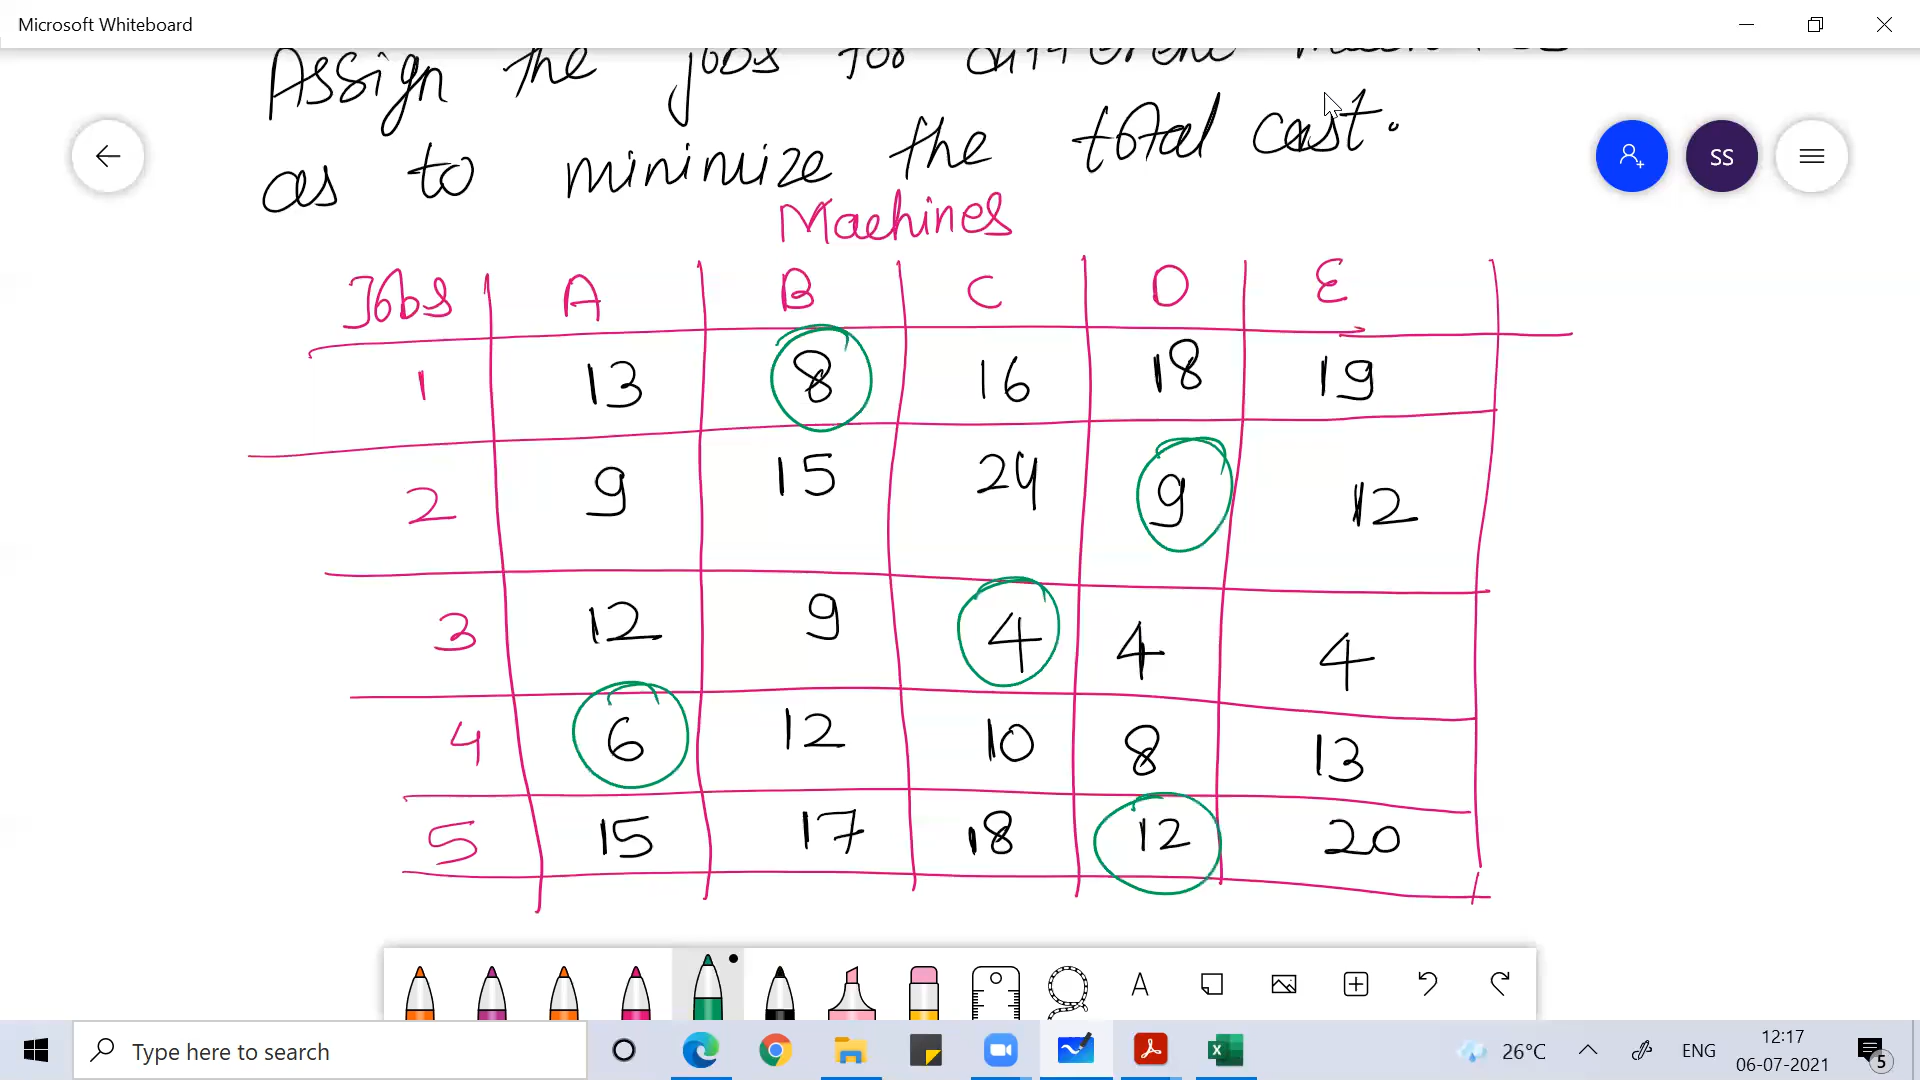 Microsoft Whiteboard
Assign the jobs for different
as to minimize the total cost.
SS
Machines
Jobs A B C D E
1 13 8 16 18 19
2 9 15 24 9 12
3 12 9 4 4 4
4 6 12 10 8 13
5 15 17 18 12 20
A
Type here to search
26°C ENG 12:17
06-07-2021
5